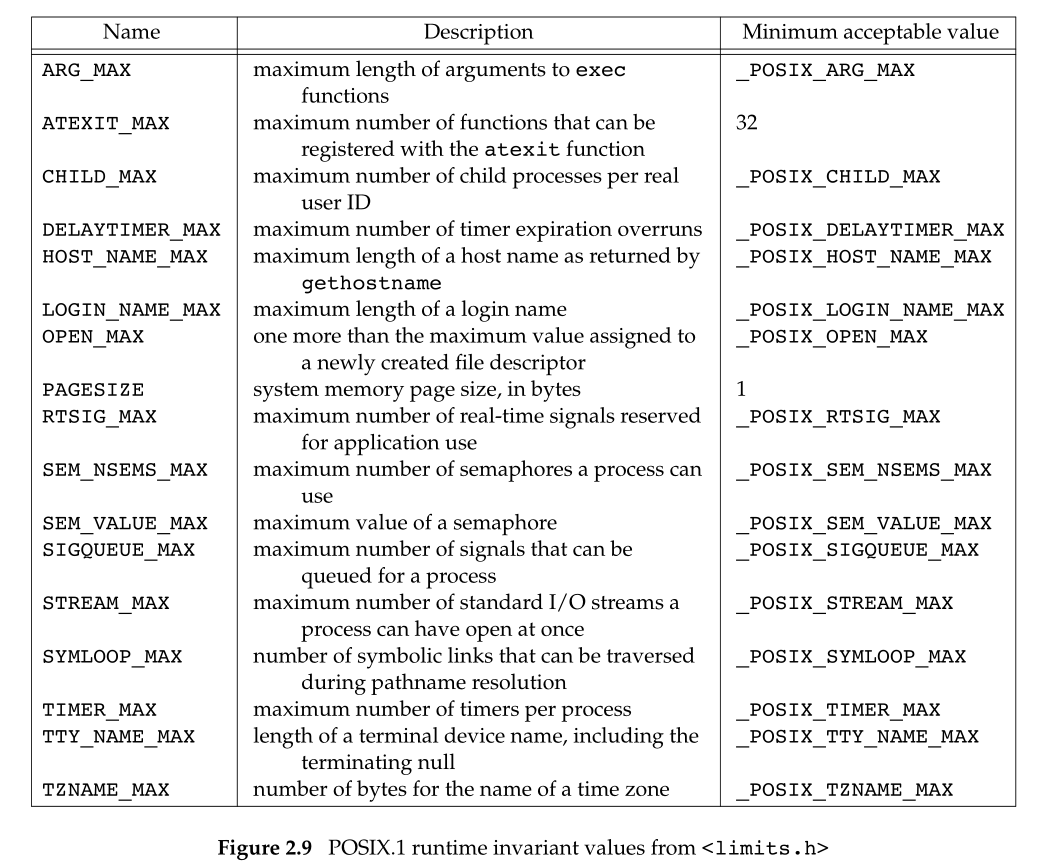 Name Description Minimum acceptable value
ARG_MAX maximum length of arguments to exec _POSIX_ARG_MAX
functions
ATEXIT_MAX maximum number of functions that can be 32
registered with the atexit function
CHILD_MAX maximum number of child processes per real _POSIX_CHILD_MAX
user ID
DELAYTIMER_MAX maximum number of timer expiration overruns _POSIX_DELAYTIMER_MAX
HOST_NAME_MAX maximum length of a host name as returned by _POSIX_HOST_NAME_MAX
gethostname
LOGIN_NAME_MAX maximum length of a login name _POSIX_LOGIN_NAME_MAX
OPEN_MAX one more than the maximum value assigned to _POSIX_OPEN_MAX
a newly created file descriptor
PAGESIZE system memory page size, in bytes 1
RTSIG_MAX maximum number of real-time signals reserved _POSIX_RTSIG_MAX
for application use
SEM_NSEMS_MAX maximum number of semaphores a process can _POSIX_SEM_NSEMS_MAX
use
SEM_VALUE_MAX maximum value of a semaphore _POSIX_SEM_VALUE_MAX
SIGQUEUE_MAX maximum number of signals that can be _POSIX_SIGQUEUE_MAX
queued for a process
STREAM_MAX maximum number of standard I/O streams a _POSIX_STREAM_MAX
process can have open at once
SYMLOOP_MAX number of symbolic links that can be traversed _POSIX_SYMLOOP_MAX
during pathname resolution
TIMER_MAX maximum number of timers per process _POSIX_TIMER_MAX
TTY_NAME_MAX length of a terminal device name, including the _POSIX_TTY_NAME_MAX
terminating null
TZNAME_MAX number of bytes for the name of a time zone _POSIX_TZNAME_MAX
Figure 2.9 POSIX.1 runtime invariant values from <limits.h>